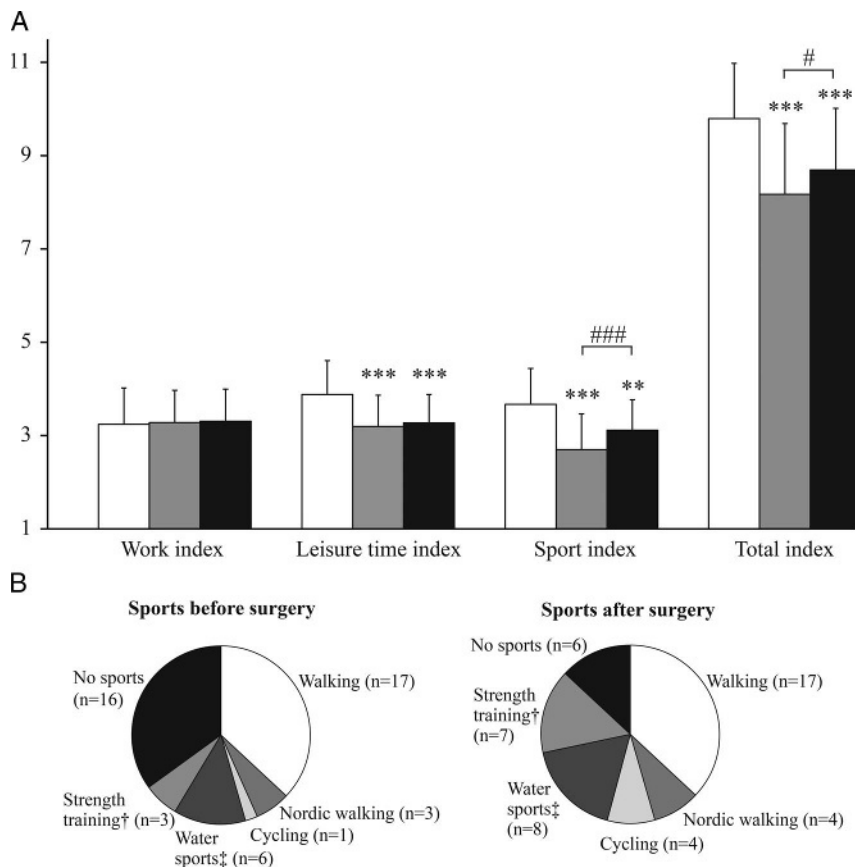 A
11
9
7
5
3
1
#
***
***
###
***
***
***
**
Work index
Leisure time index
Sport index
Total index
B
Sports before surgery
No sports
(n=16)
Walking (n=17)
Strength
training† (n=3)
Water
sports‡ (n=6)
Cycling (n=1)
Nordic walking (n=3)
Sports after surgery
No sports (n=6)
Walking (n=17)
Strength
training†
(n=7)
Water
sports‡
(n=8)
Cycling (n=4)
Nordic walking (n=4)